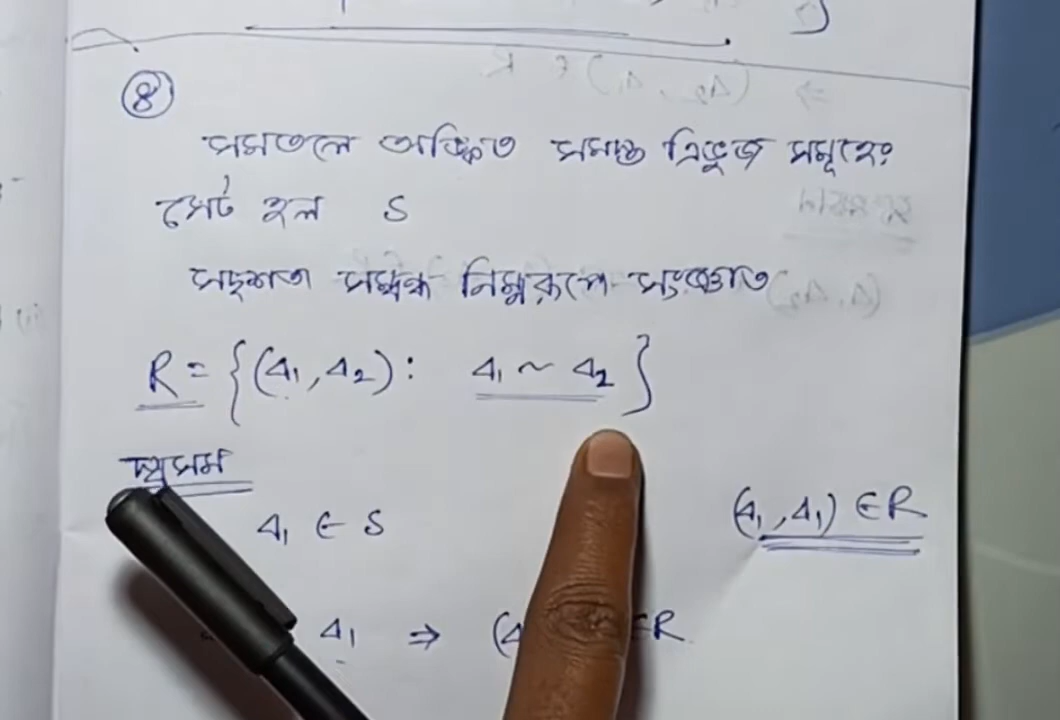 ⑧
সমতলে অঙ্কিত সমস্ত ত্রিভুজ সমূহের
সেট হল S
সদৃশতা সম্বন্ধ নিম্নরূপে সংজ্ঞাত
R = {(Δ₁, Δ₂) : Δ₁ ~ Δ₂}
স্বসম
Δ₁ ∈ S (Δ₁, Δ₁) ∈ R
Δ₁ ⇒ (Δ ∈R